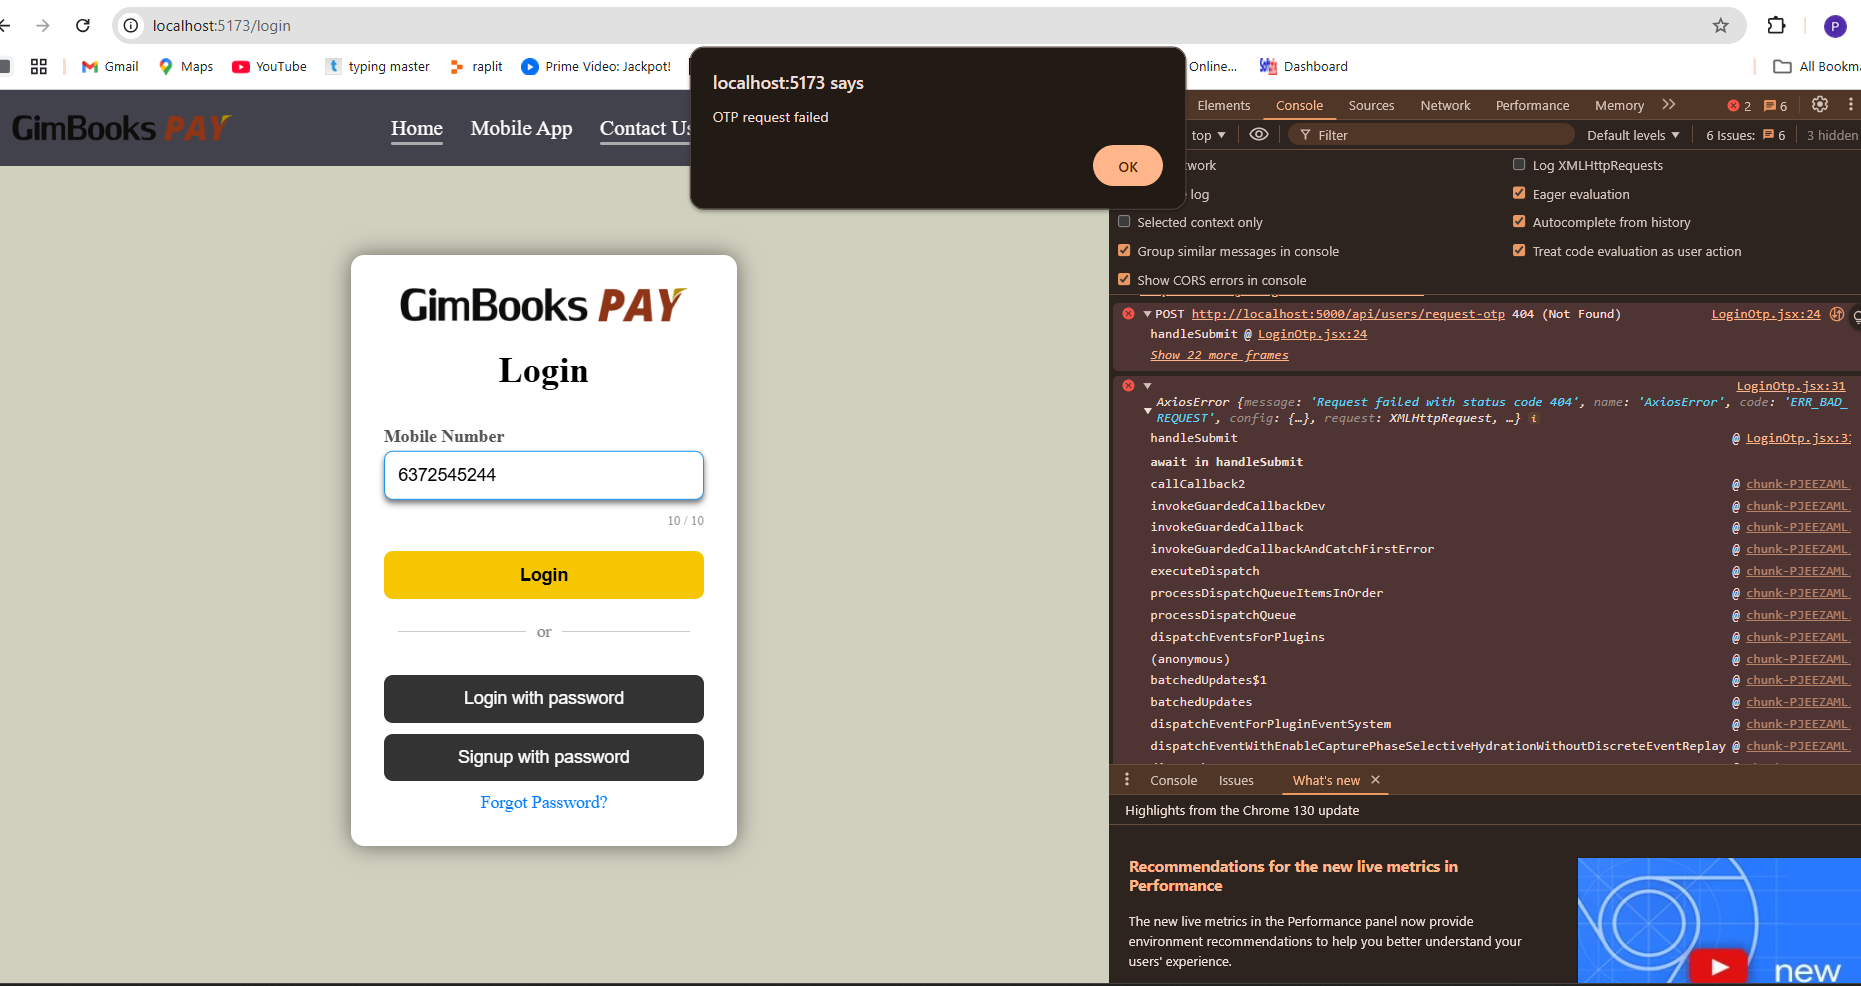 localhost:5173/login
P
Gmail
Maps
YouTube
t typing master
raplit
Prime Video: Jackpot!
Online...
Dashboard
All Bookma
localhost:5173 says
OTP request failed
OK
GimBooks PAY
Home
Mobile App
Contact Us
GimBooks PAY
Login
Mobile Number
6372545244
10 / 10
Login
or
Login with password
Signup with password
Forgot Password?
Elements Console Sources Network Performance Memory 2 6
top Filter Default levels 6 Issues: 6 3 hidden
work
Log XMLHttpRequests
log
Eager evaluation
Selected context only
Autocomplete from history
Group similar messages in console
Treat code evaluation as user action
Show CORS errors in console
POST http://localhost:5000/api/users/request-otp 404 (Not Found) LoginOtp.jsx:24
handleSubmit @ LoginOtp.jsx:24
Show 22 more frames
LoginOtp.jsx:31
AxiosError {message: 'Request failed with status code 404', name: 'AxiosError', code: 'ERR_BAD_
REQUEST', config: {…}, request: XMLHttpRequest, …} i
handleSubmit @ LoginOtp.jsx:31
await in handleSubmit
callCallback2 @ chunk-PJEEZAML.
invokeGuardedCallbackDev @ chunk-PJEEZAML.
invokeGuardedCallback @ chunk-PJEEZAML.
invokeGuardedCallbackAndCatchFirstError @ chunk-PJEEZAML.
executeDispatch @ chunk-PJEEZAML.
processDispatchQueueItemsInOrder @ chunk-PJEEZAML.
processDispatchQueue @ chunk-PJEEZAML.
dispatchEventsForPlugins @ chunk-PJEEZAML.
(anonymous) @ chunk-PJEEZAML.
batchedUpdates$1 @ chunk-PJEEZAML.
batchedUpdates @ chunk-PJEEZAML.
dispatchEventForPluginEventSystem @ chunk-PJEEZAML.
dispatchEventWithEnableCapturePhaseSelectiveHydrationWithoutDiscreteEventReplay @ chunk-PJEEZAML.
Console Issues What's new
Highlights from the Chrome 130 update
Recommendations for the new live metrics in
Performance
The new live metrics in the Performance panel now provide
environment recommendations to help you better understand your
users' experience.
new